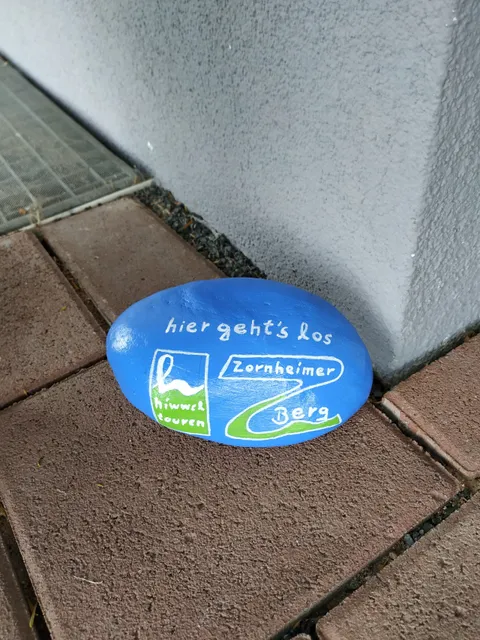 hier geht's los
h
hiwwel
touren
Zornheimer
Berg